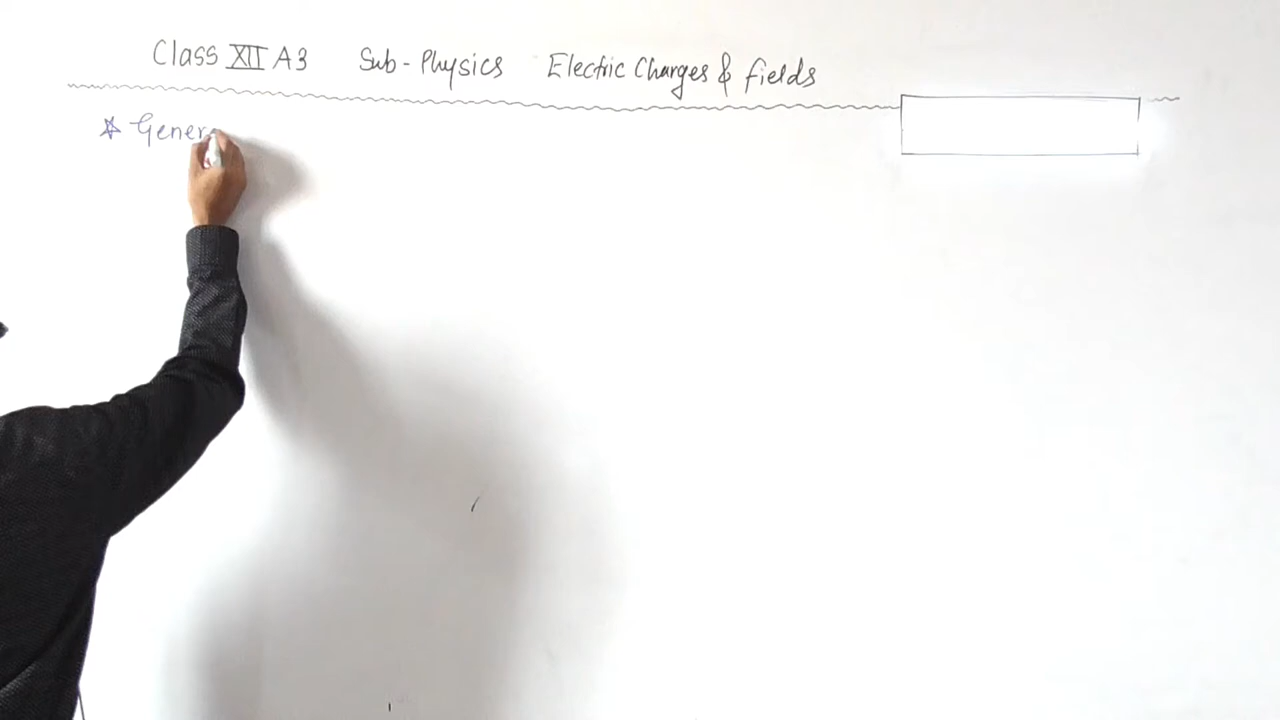 Class XII A3 Sub-Physics Electric Charges & fields
☆ Gener